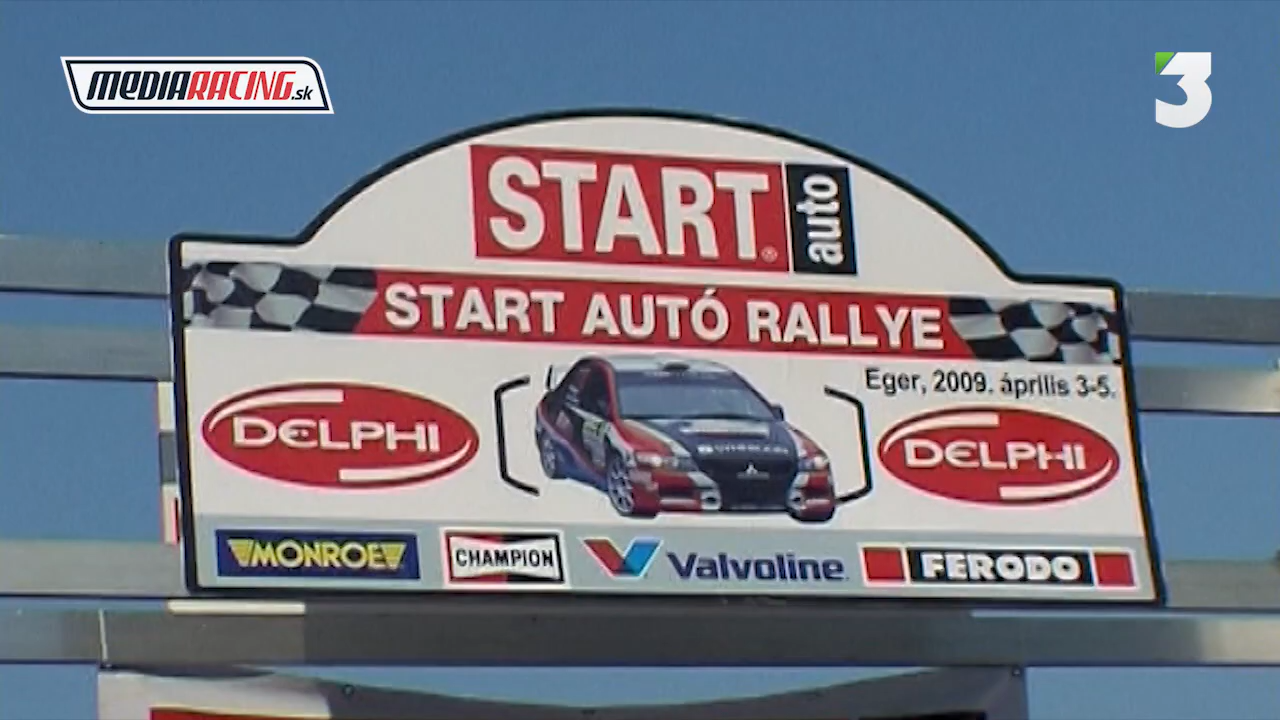 MEDIARACING.sk
3
START® auto
START AUTÓ RALLYE
Eger, 2009. április 3-5.
DELPHI
DELPHI
MONROE CHAMPION Valvoline FERODO